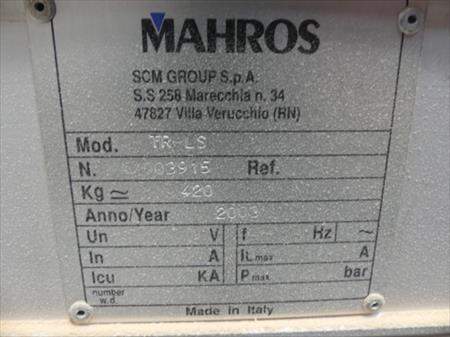 MAHROS
SCM GROUP S.p.A.
S.S 258 Marecchia n. 34
47827 Villa Verucchio (RN)
Mod. TR-LS
N. 003915 Ref.
Kg ≃ 420
Anno/Year 2003
Un V f Hz ~
In A IL max A
Icu KA P max bar
number
w.d.
Made in Italy